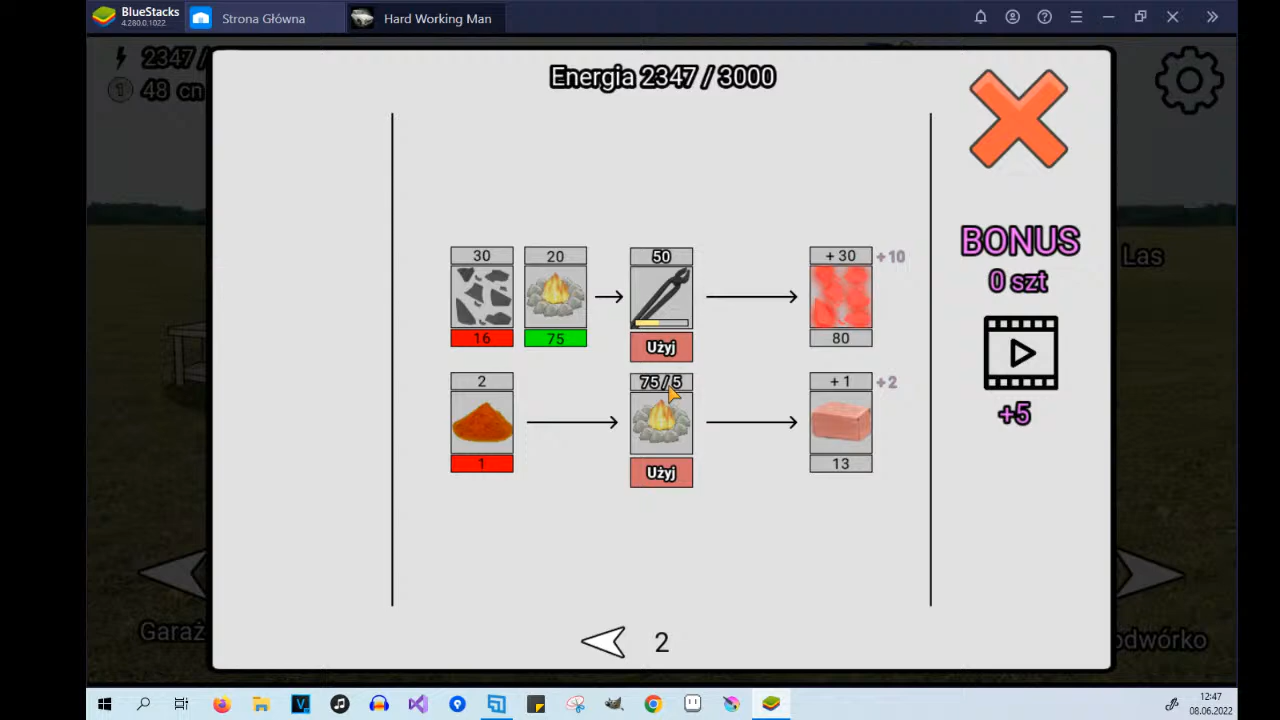 BlueStacks
4.280.0.1022
Strona Główna
Hard Working Man
2347 /
1
48 cn
Energia 2347 / 3000
30
20
50
+ 30
+10
16
75
Użyj
80
2
75 / 5
+ 1
+ 2
1
Użyj
13
BONUS
0 szt
+5
Las
Garaż
2
12:47
08.06.2022